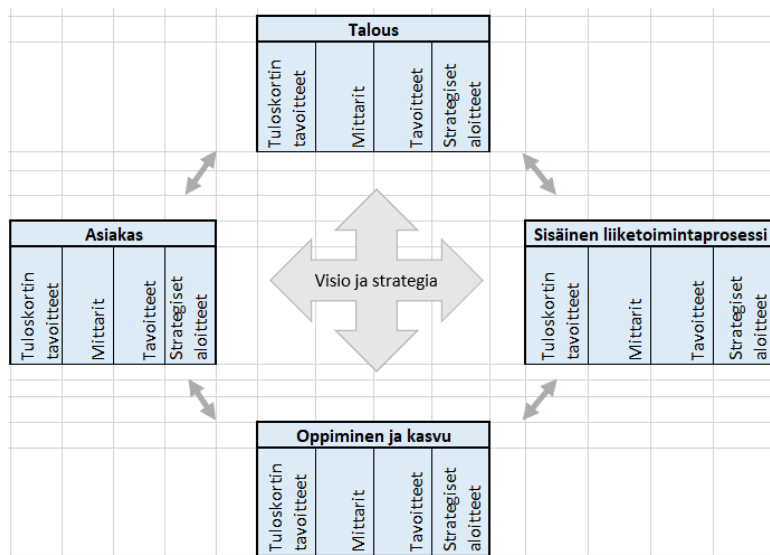 Talous
Tuloskortin
tavoitteet
Mittarit
Tavoitteet
Strategiset
aloitteet
Asiakas
Tuloskortin
tavoitteet
Mittarit
Tavoitteet
Strategiset
aloitteet
Visio ja strategia
Sisäinen liiketoimintaprosessi
Tuloskortin
tavoitteet
Mittarit
Tavoitteet
Strategiset
aloitteet
Oppiminen ja kasvu
Tuloskortin
tavoitteet
Mittarit
Tavoitteet
Strategiset
aloitteet